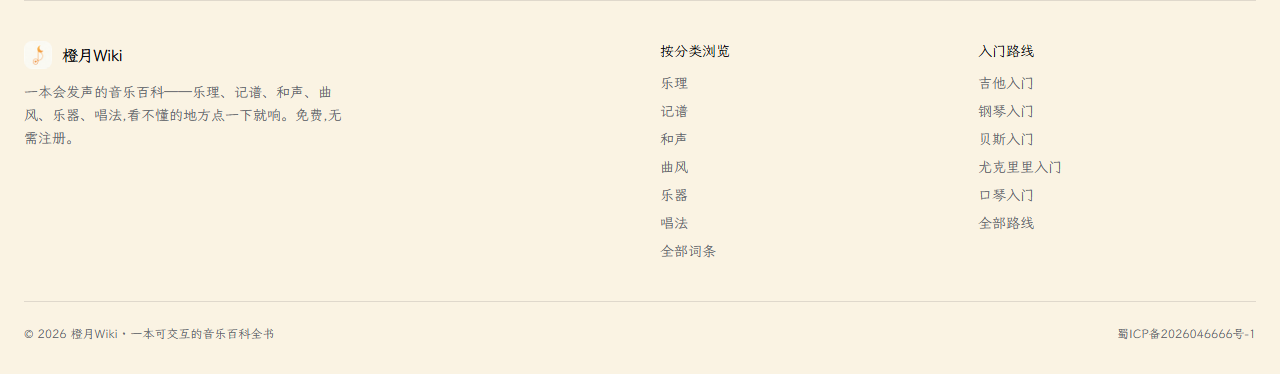 橙月Wiki
一本会发声的音乐百科——乐理、记谱、和声、曲
风、乐器、唱法,看不懂的地方点一下就响。免费,无
需注册。
按分类浏览
乐理
记谱
和声
曲风
乐器
唱法
全部词条
入门路线
吉他入门
钢琴入门
贝斯入门
尤克里里入门
口琴入门
全部路线
© 2026 橙月Wiki · 一本可交互的音乐百科全书
蜀ICP备2026046666号-1